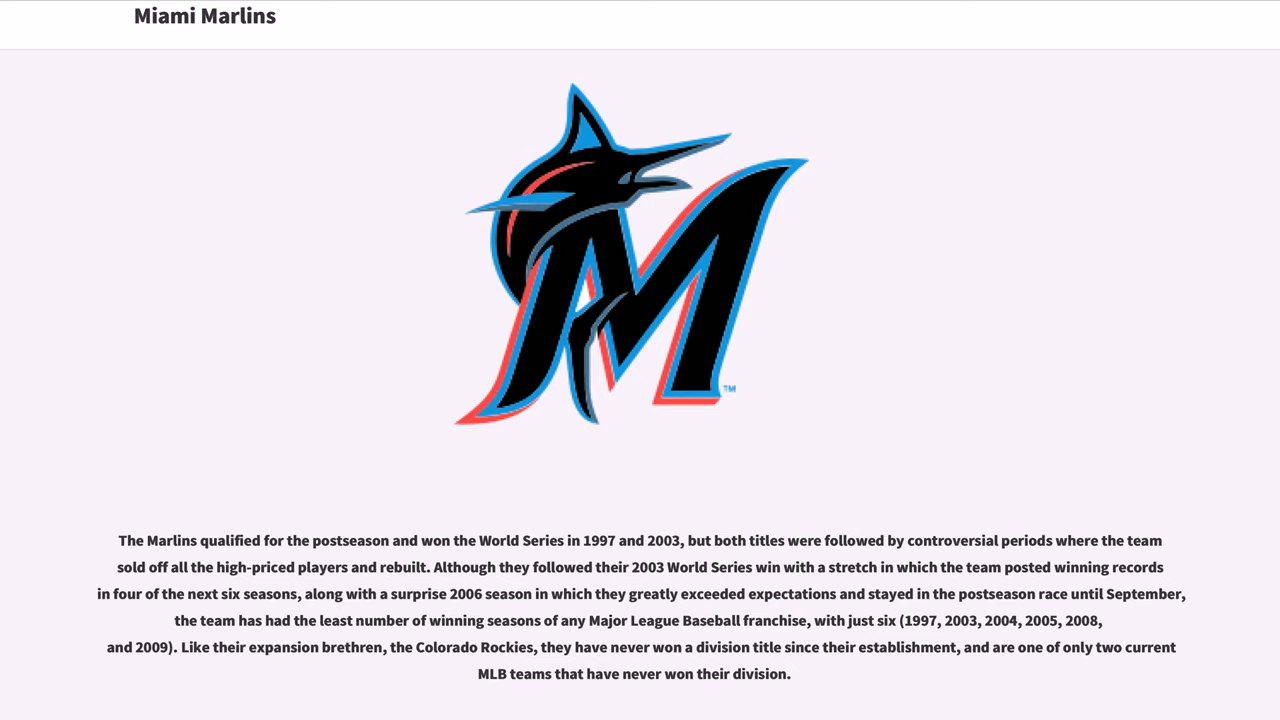 Miami Marlins
M
TM
The Marlins qualified for the postseason and won the World Series in 1997 and 2003, but both titles were followed by controversial periods where the team
sold off all the high-priced players and rebuilt. Although they followed their 2003 World Series win with a stretch in which the team posted winning records
in four of the next six seasons, along with a surprise 2006 season in which they greatly exceeded expectations and stayed in the postseason race until September,
the team has had the least number of winning seasons of any Major League Baseball franchise, with just six (1997, 2003, 2004, 2005, 2008,
and 2009). Like their expansion brethren, the Colorado Rockies, they have never won a division title since their establishment, and are one of only two current
MLB teams that have never won their division.